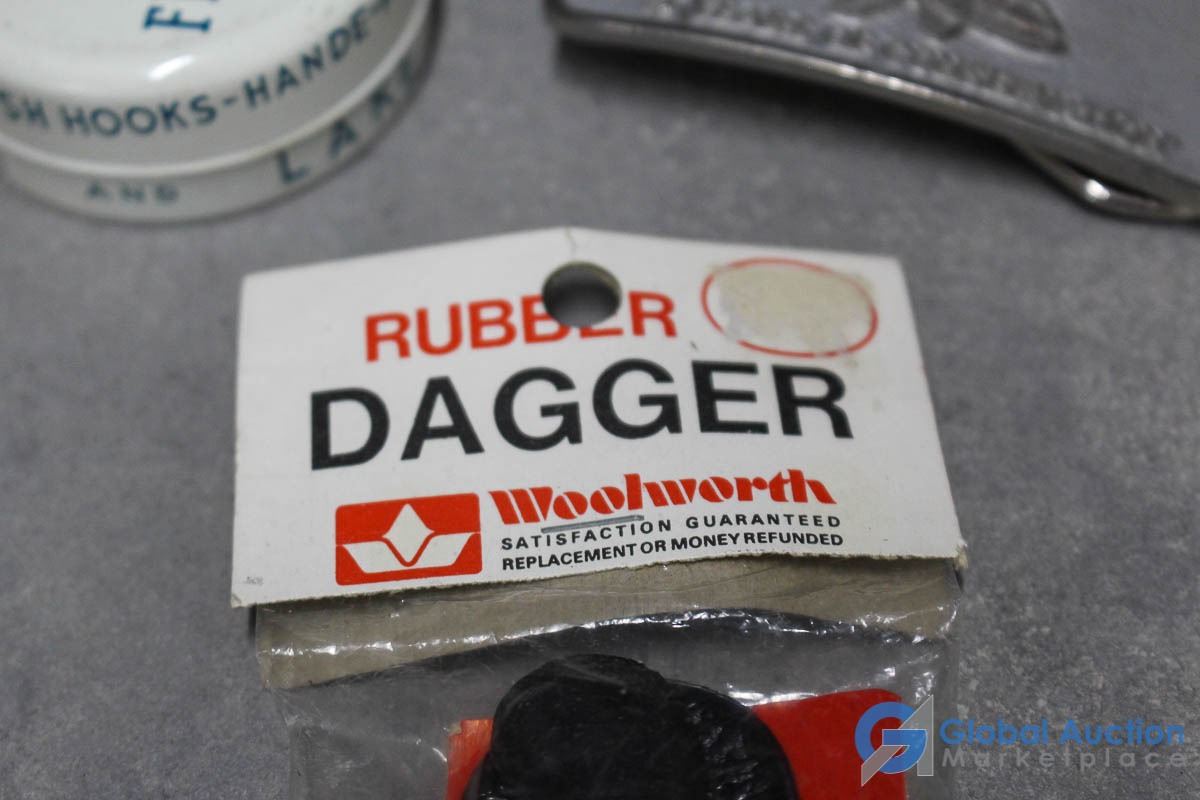 SH HOOKS-HANDE
AND LAK
RUBBER
DAGGER
Woolworth
SATISFACTION GUARANTEED
REPLACEMENT OR MONEY REFUNDED
Global Auction
Marketplace